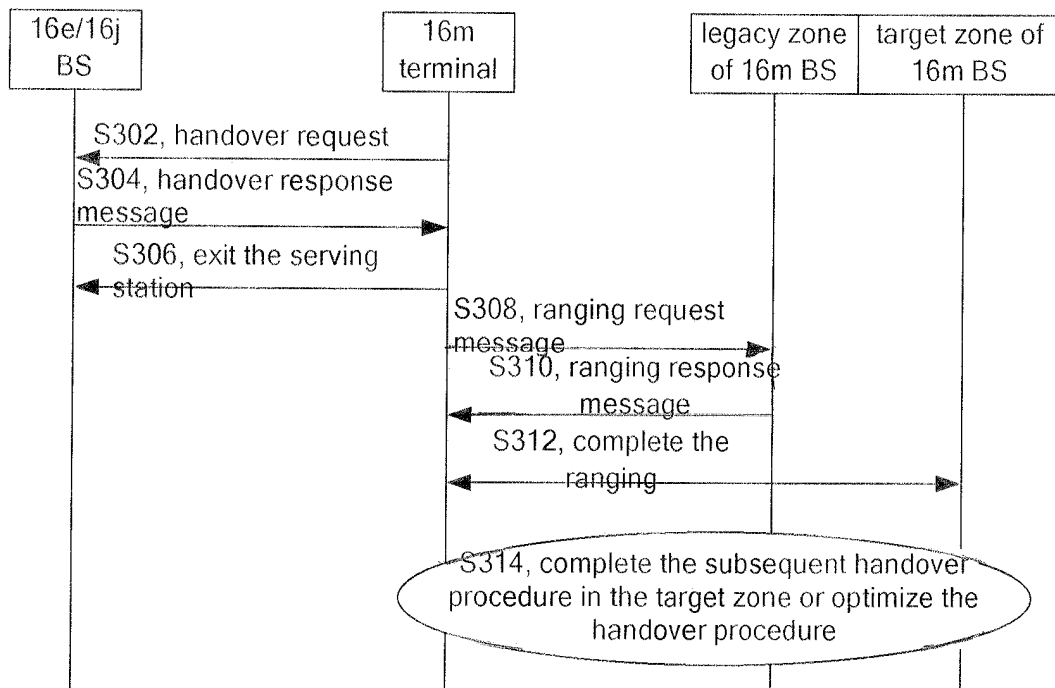 16e/16j
BS
16m
terminal
legacy zone
of 16m BS
target zone of
16m BS
S302, handover request
S304, handover response
message
S306, exit the serving
station
S308, ranging request
message
S310, ranging response
message
S312, complete the
ranging
S314, complete the subsequent handover
procedure in the target zone or optimize the
handover procedure